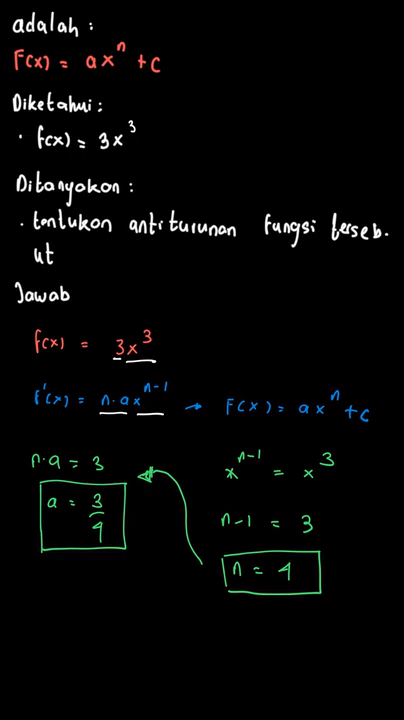 adalah :
F(x) = ax^n + c
Diketahui :
• f(x) = 3x^3
Ditanyakan :
• tentukan antiturunan fungsi terseb.
ut
Jawab
f(x) = 3x^3
f'(x) = n·ax^{n-1} → F(x) = ax^n + c
n·a = 3
x^{n-1} = x^3
a = 3/4
n-1 = 3
n = 4